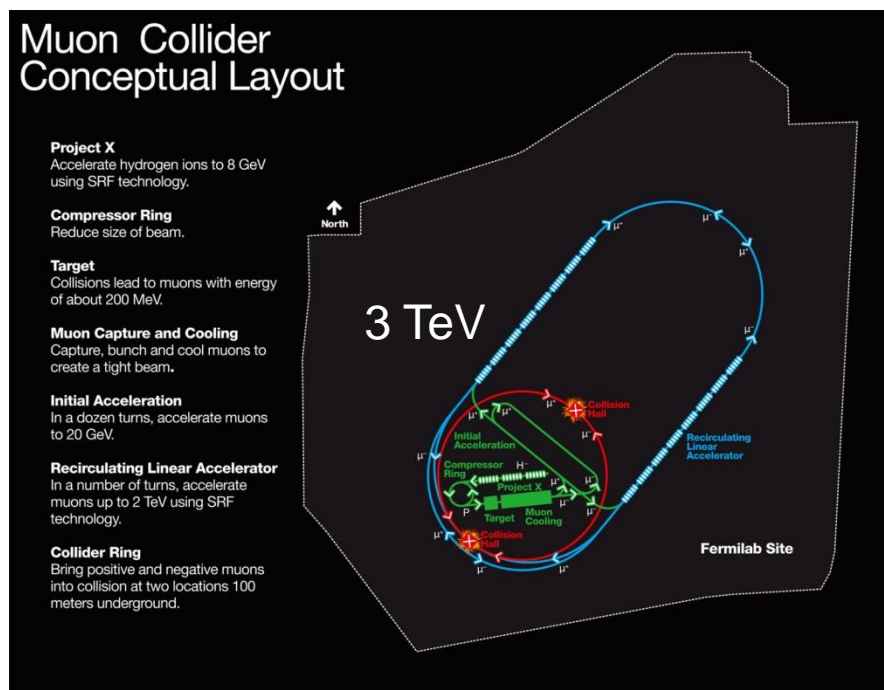 Muon Collider
Conceptual Layout
Project X
Accelerate hydrogen ions to 8 GeV
using SRF technology.
Compressor Ring
Reduce size of beam.
Target
Collisions lead to muons with energy
of about 200 MeV.
Muon Capture and Cooling
Capture, bunch and cool muons to
create a tight beam.
Initial Acceleration
In a dozen turns, accelerate muons
to 20 GeV.
Recirculating Linear Accelerator
In a number of turns, accelerate
muons up to 2 TeV using SRF
technology.
Collider Ring
Bring positive and negative muons
into collision at two locations 100
meters underground.
North
3 TeV
μ⁺
μ⁻
μ⁺
μ⁻
μ⁺
μ⁻
Collision
Hall
μ⁺
μ⁺
μ⁻
Initial
Acceleration
Recirculating
Linear
Accelerator
μ⁻
Compressor
Ring
H⁻
Project X
μ⁺
μ⁻
P
Target
Muon
Cooling
μ⁻
μ⁻
μ⁺
Collision
Hall
μ⁻
μ⁺
Fermilab Site